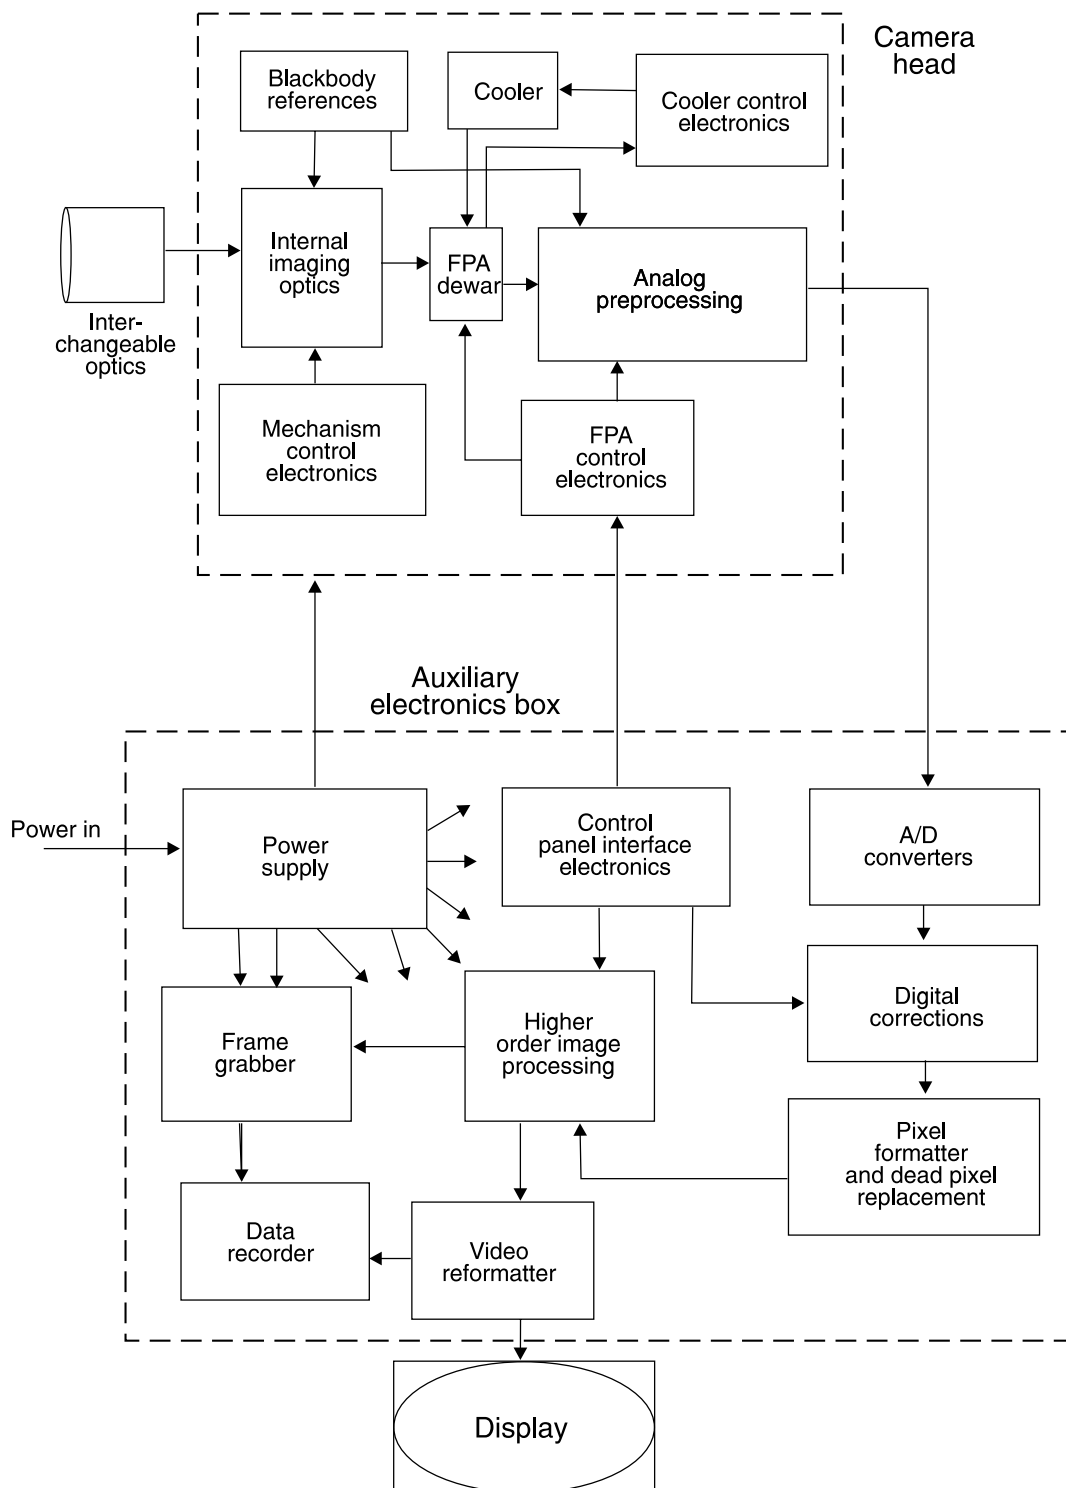 Camera
head
Blackbody
references
Cooler
Cooler control
electronics
Internal
imaging
optics
FPA
dewar
Analog
preprocessing
Inter-
changeable
optics
Mechanism
control
electronics
FPA
control
electronics
Auxiliary
electronics box
Power in
Power
supply
Control
panel interface
electronics
A/D
converters
Frame
grabber
Higher
order image
processing
Digital
corrections
Pixel
formatter
and dead pixel
replacement
Data
recorder
Video
reformatter
Display